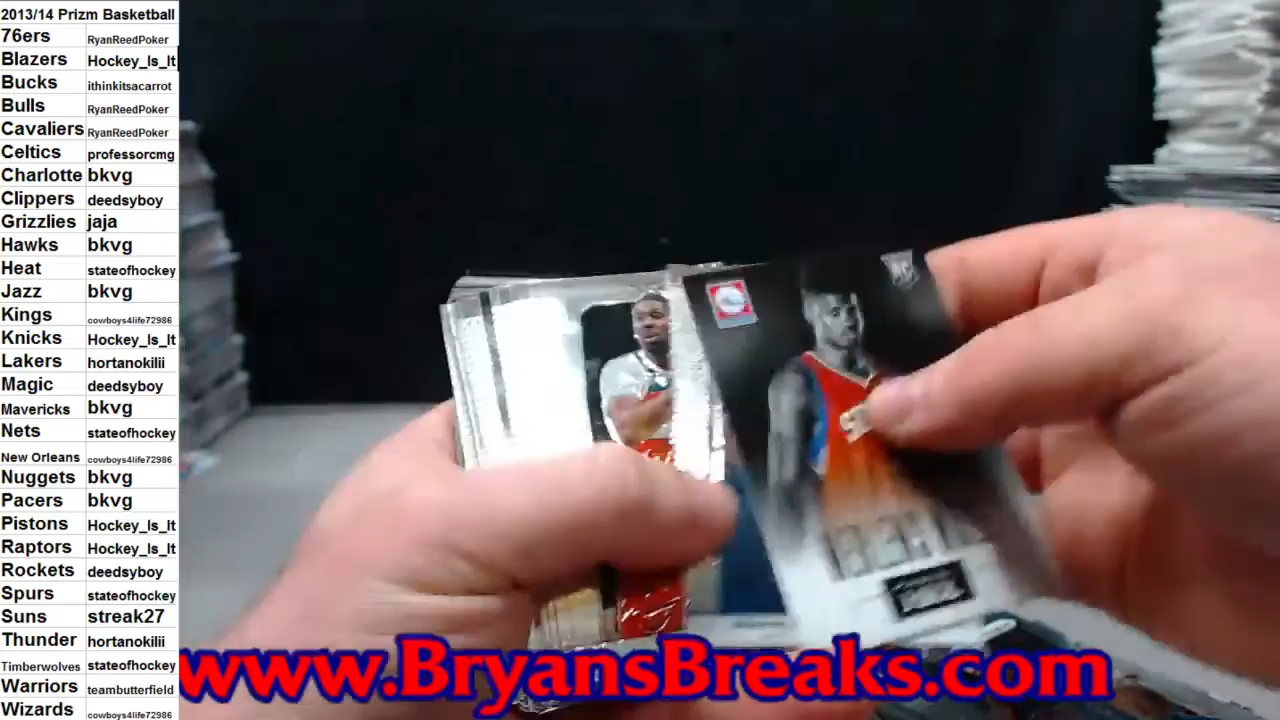 2013/14 Prizm Basketball
76ers RyanReedPoker
Blazers Hockey_Is_It
Bucks ithinkitsacarrot
Bulls RyanReedPoker
Cavaliers RyanReedPoker
Celtics professorcmg
Charlotte bkvg
Clippers deedsyboy
Grizzlies jaja
Hawks bkvg
Heat stateofhockey
Jazz bkvg
Kings cowboys4life72986
Knicks Hockey_Is_It
Lakers hortanokilii
Magic deedsyboy
Mavericks bkvg
Nets stateofhockey
New Orleans cowboys4life72986
Nuggets bkvg
Pacers bkvg
Pistons Hockey_Is_It
Raptors Hockey_Is_It
Rockets deedsyboy
Spurs stateofhockey
Suns streak27
Thunder hortanokilii
Timberwolves stateofhockey
Warriors teambutterfield
Wizards cowboys4life72986
RC
www.BryansBreaks.com